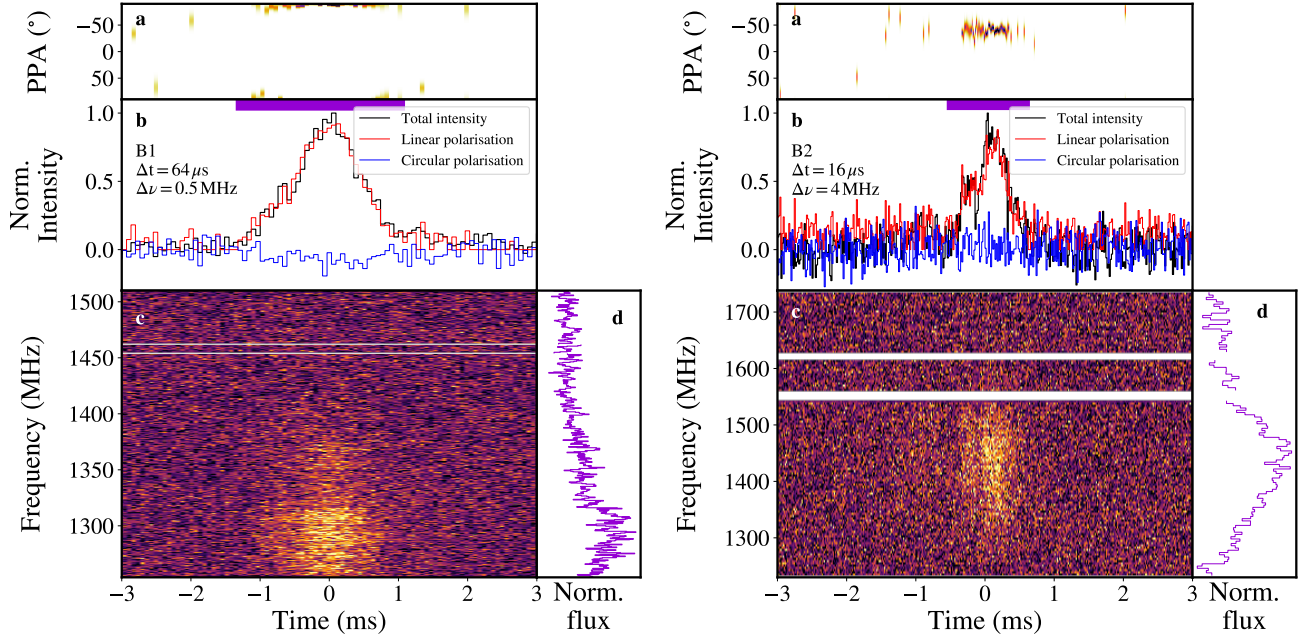 a
PPA (°)
−50
0
50
b
B1
Δt = 64 μs
Δν = 0.5 MHz
Total intensity
Linear polarisation
Circular polarisation
Norm.
Intensity
1.0
0.5
0.0
c
d
Frequency (MHz)
1500
1450
1400
1350
1300
−3 −2 −1 0 1 2 3
Time (ms)
Norm.
flux
a
PPA (°)
−50
0
50
b
B2
Δt = 16 μs
Δν = 4 MHz
Total intensity
Linear polarisation
Circular polarisation
Norm.
Intensity
1.0
0.5
0.0
c
d
Frequency (MHz)
1700
1600
1500
1400
1300
−3 −2 −1 0 1 2 3
Time (ms)
Norm.
flux